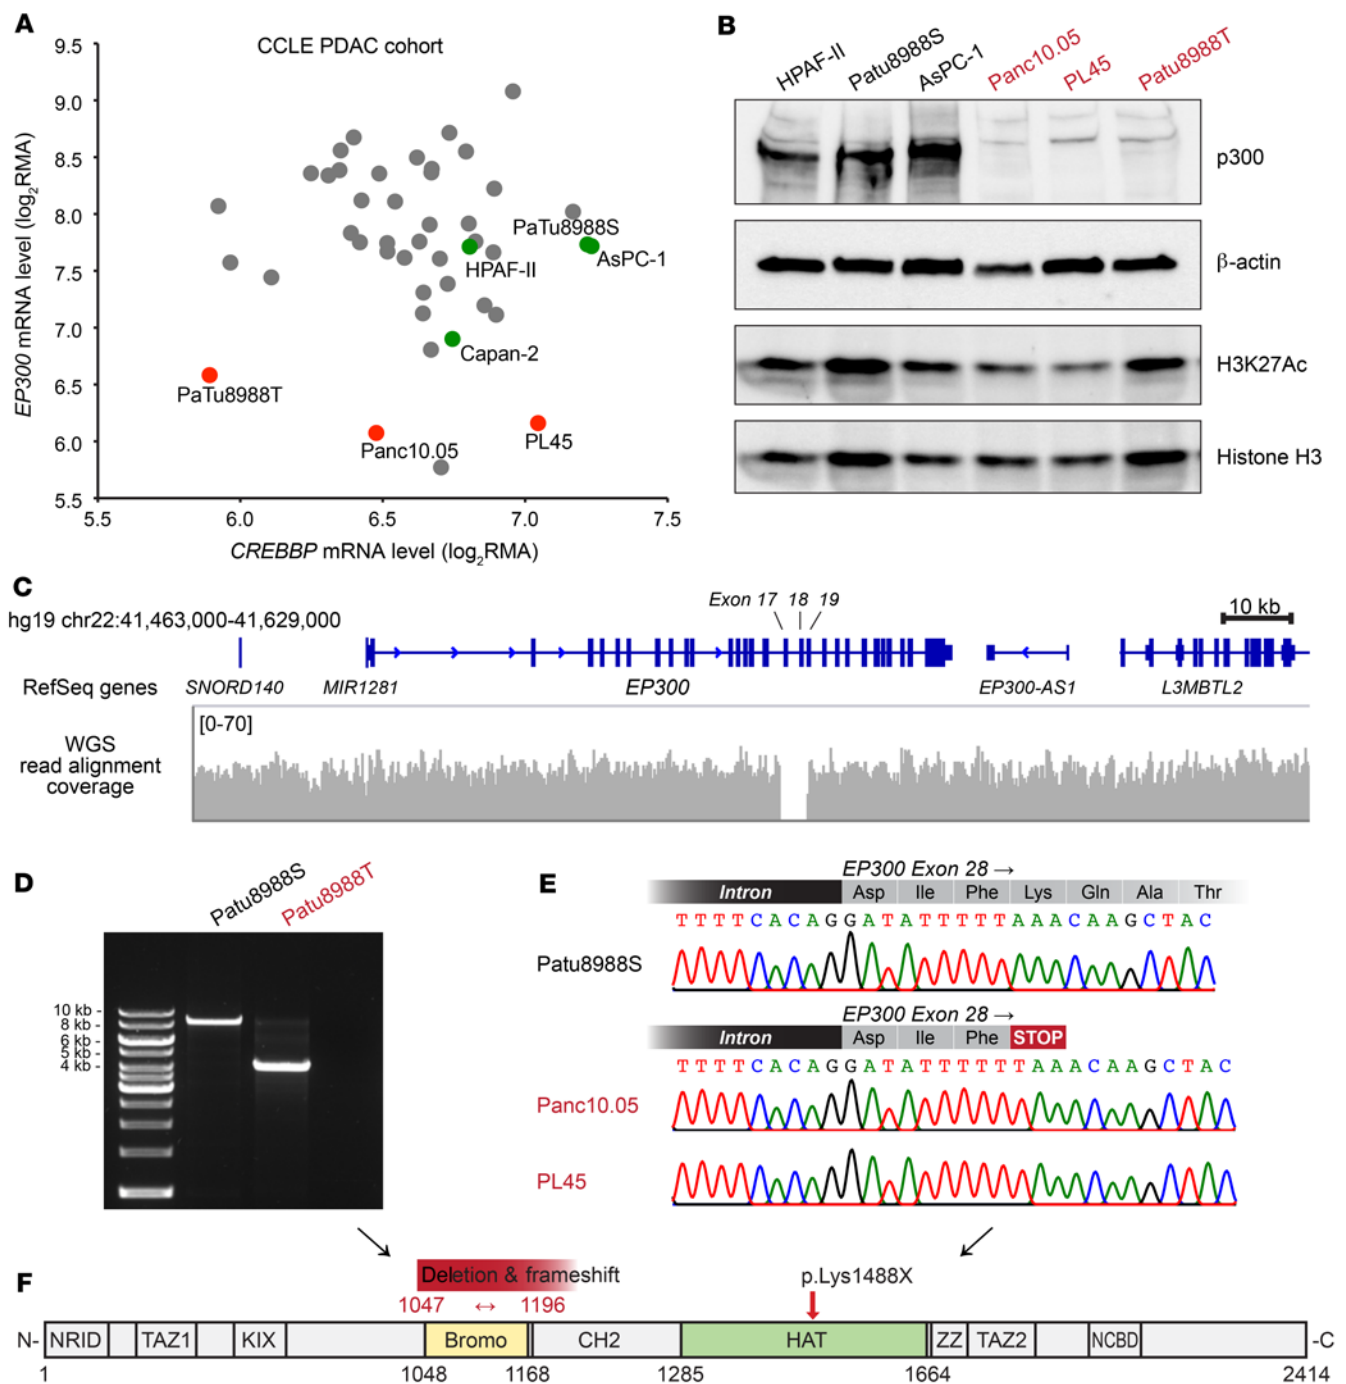 A
CCLE PDAC cohort
EP300 mRNA level (log2RMA)
9.5
9.0
8.5
8.0
7.5
7.0
6.5
6.0
5.5
PaTu8988S
AsPC-1
HPAF-II
Capan-2
PaTu8988T
Panc10.05
PL45
5.5 6.0 6.5 7.0 7.5
CREBBP mRNA level (log2RMA)
B
HPAF-II Patu8988S AsPC-1 Panc10.05 PL45 Patu8988T
p300
β-actin
H3K27Ac
Histone H3
C
hg19 chr22:41,463,000-41,629,000
Exon 17 18 19
10 kb
RefSeq genes
SNORD140 MIR1281 EP300 EP300-AS1 L3MBTL2
[0-70]
WGS
read alignment
coverage
D
Patu8988S Patu8988T
10 kb -
8 kb -
6 kb -
5 kb -
4 kb -
E
EP300 Exon 28 →
Intron Asp Ile Phe Lys Gln Ala Thr
T T T T C A C A G G A T A T T T T T A A A C A A G C T A C
Patu8988S
EP300 Exon 28 →
Intron Asp Ile Phe STOP
T T T T C A C A G G A T A T T T T T T A A A C A A G C T A C
Panc10.05
PL45
F
Deletion & frameshift
1047 ↔ 1196
p.Lys1488X
N- NRID TAZ1 KIX Bromo CH2 HAT ZZ TAZ2 NCBD -C
1 1048 1168 1285 1664 2414